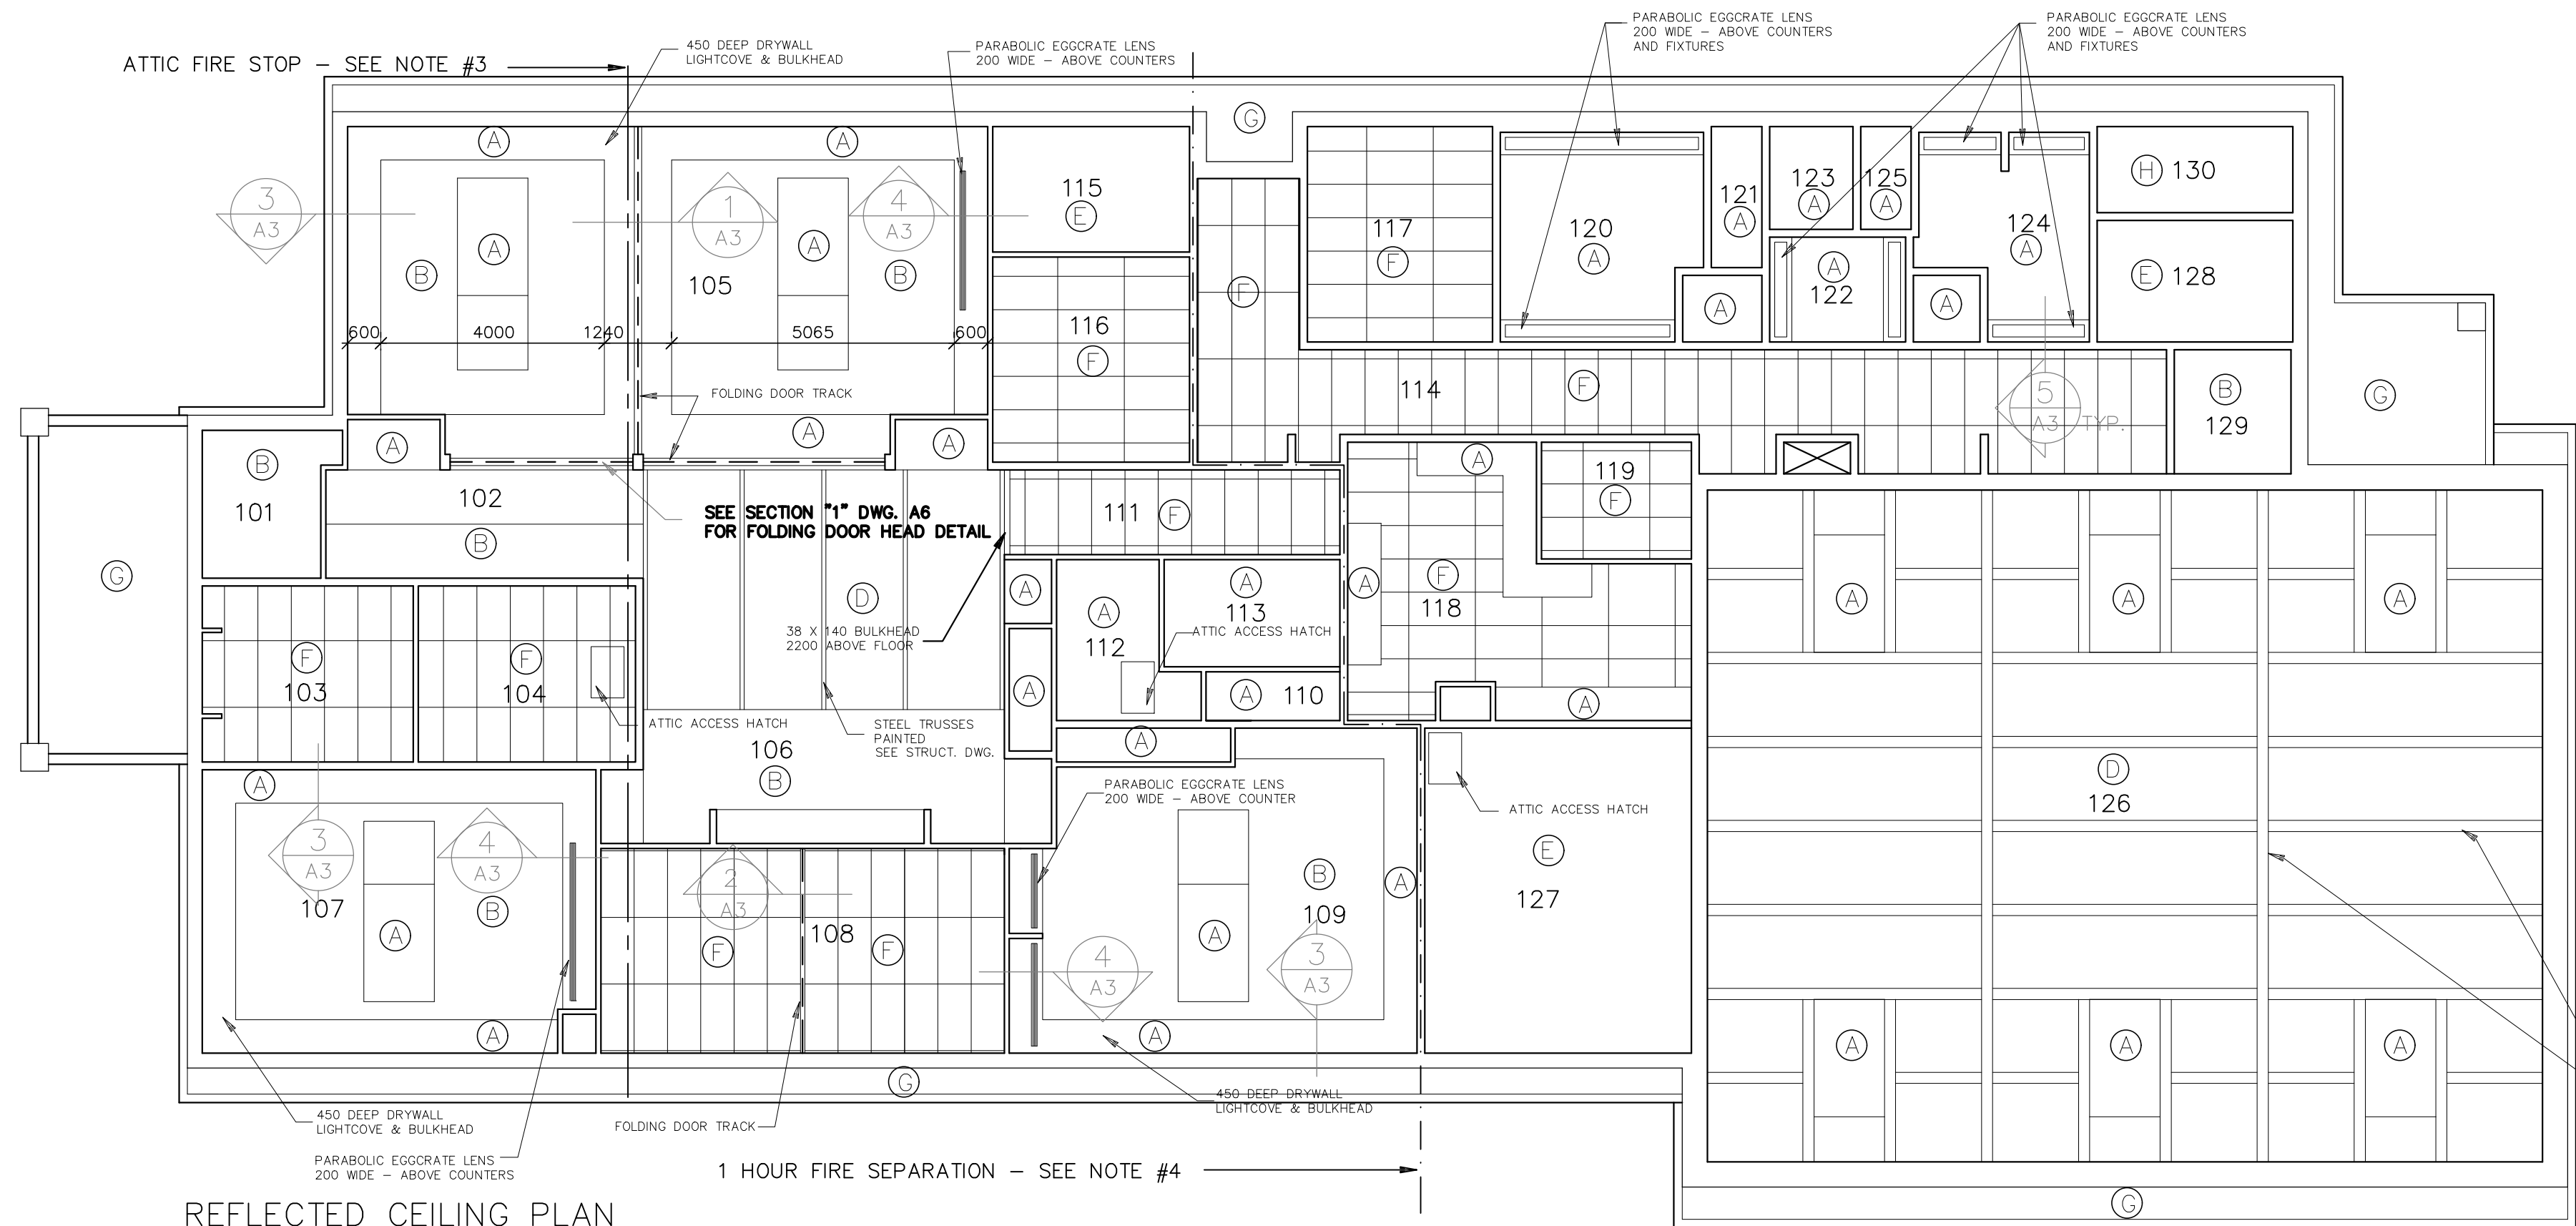 PARABOLIC EGGCRATE LENS
200 WIDE – ABOVE COUNTERS
AND FIXTURES
PARABOLIC EGGCRATE LENS
200 WIDE – ABOVE COUNTERS
AND FIXTURES
450 DEEP DRYWALL
LIGHTCOVE & BULKHEAD
PARABOLIC EGGCRATE LENS
200 WIDE – ABOVE COUNTERS
ATTIC FIRE STOP – SEE NOTE #3
G
A
A
3
A3
1
A3
4
A3
A
A
B
B
105
115
E
116
F
F
117
F
120
A
121
A
123
A
125
A
124
A
A
122
A
A
H 130
E 128
600
4000
1240
5065
600
FOLDING DOOR TRACK
A
A
A
114
F
5
A3 TYP.
B
129
G
B
101
102
B
SEE SECTION "1" DWG. A6
FOR FOLDING DOOR HEAD DETAIL
111 F
A
119
F
G
D
38 X 140 BULKHEAD
2200 ABOVE FLOOR
A
A
A
112
A
113
ATTIC ACCESS HATCH
A 110
A
F
118
A
A
A
A
F
103
F
104
ATTIC ACCESS HATCH
STEEL TRUSSES
PAINTED
SEE STRUCT. DWG.
106
B
A
PARABOLIC EGGCRATE LENS
200 WIDE – ABOVE COUNTER
ATTIC ACCESS HATCH
D
126
A
3
A3
107
4
A3
B
A
A
2
A3
F
108
F
B
109
A
A
4
A3
3
A3
A
E
127
A
A
A
G
450 DEEP DRYWALL
LIGHTCOVE & BULKHEAD
450 DEEP DRYWALL
LIGHTCOVE & BULKHEAD
FOLDING DOOR TRACK
PARABOLIC EGGCRATE LENS
200 WIDE – ABOVE COUNTERS
1 HOUR FIRE SEPARATION – SEE NOTE #4
G
REFLECTED CEILING PLAN